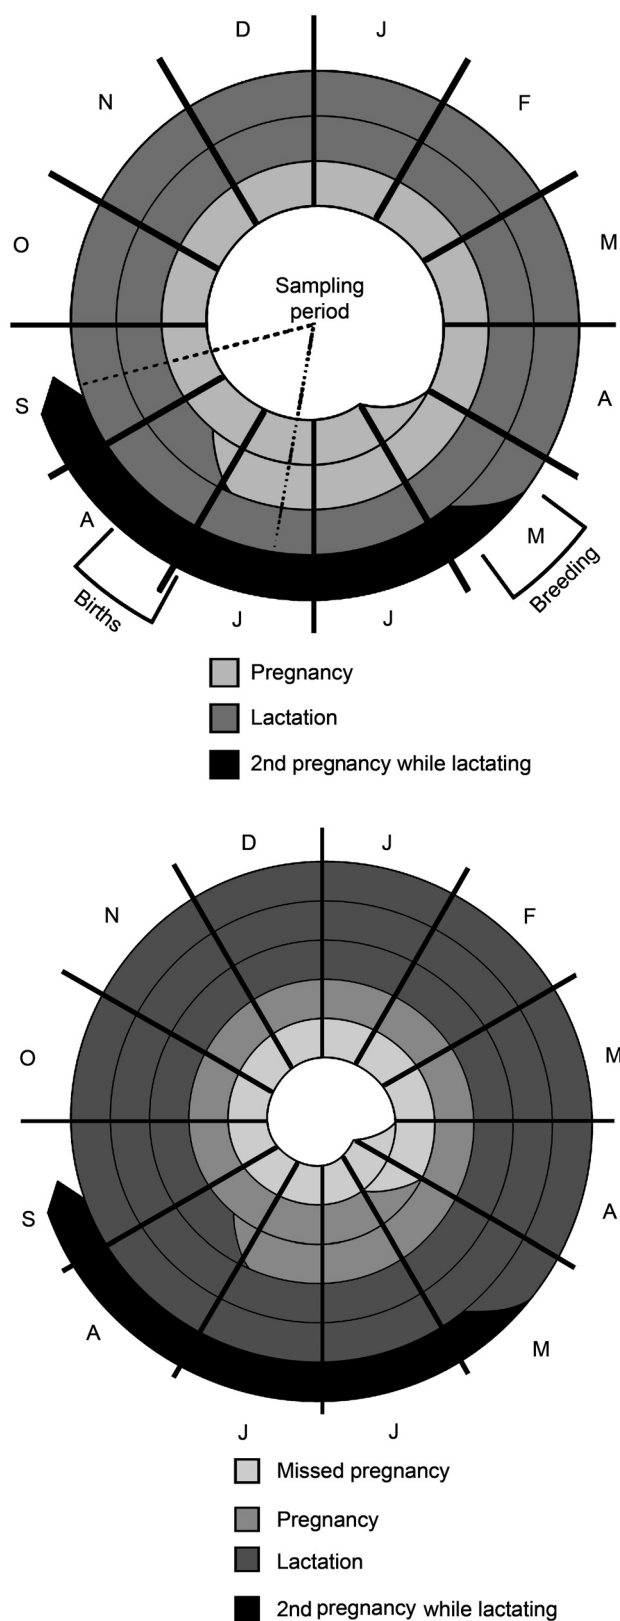 D
J
N
F
O
M
Sampling
period
S
A
A
M
Births
Breeding
J
J
Pregnancy
Lactation
2nd pregnancy while lactating
D
J
N
F
O
M
S
A
A
M
J
J
Missed pregnancy
Pregnancy
Lactation
2nd pregnancy while lactating